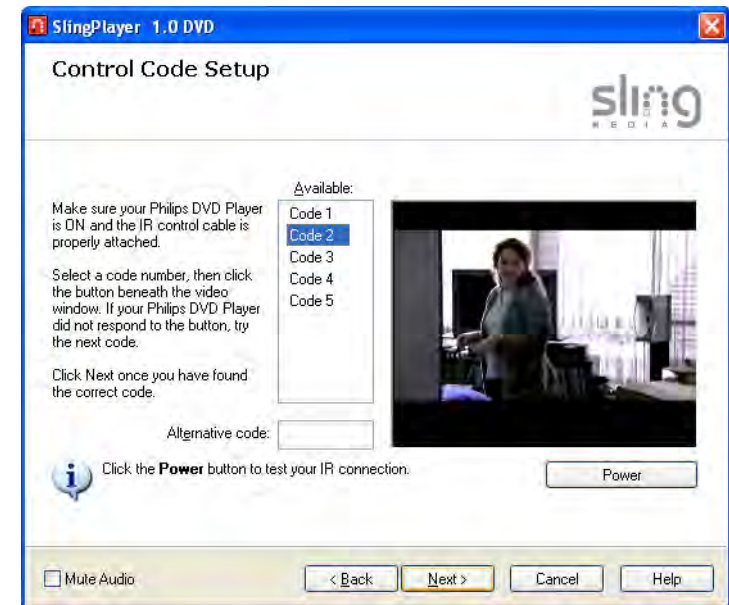 SlingPlayer 1.0 DVD
Control Code Setup
sling
MEDIA
Available:
Make sure your Philips DVD Player
is ON and the IR control cable is
properly attached.
Select a code number, then click
the button beneath the video
window. If your Philips DVD Player
did not respond to the button, try
the next code.
Click Next once you have found
the correct code.
Code 1
Code 2
Code 3
Code 4
Code 5
Alternative code:
Click the Power button to test your IR connection.
Power
Mute Audio
< Back
Next >
Cancel
Help